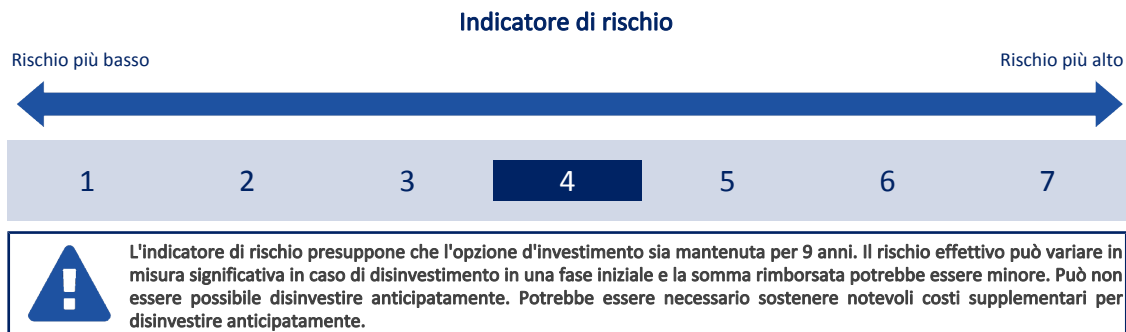 Indicatore di rischio
Rischio più basso Rischio più alto
1 2 3 4 5 6 7
L'indicatore di rischio presuppone che l'opzione d'investimento sia mantenuta per 9 anni. Il rischio effettivo può variare in
misura significativa in caso di disinvestimento in una fase iniziale e la somma rimborsata potrebbe essere minore. Può non
essere possibile disinvestire anticipatamente. Potrebbe essere necessario sostenere notevoli costi supplementari per
disinvestire anticipatamente.